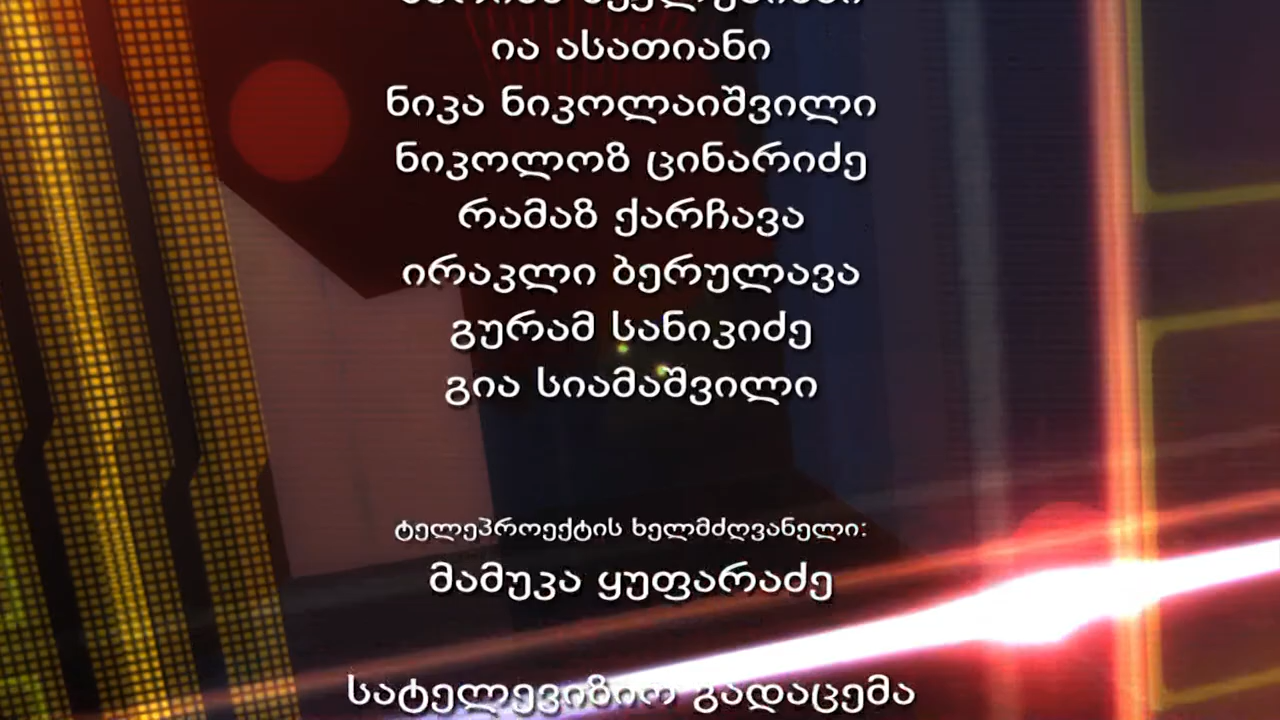 ია ასათიანი
ნიკა ნიკოლაიშვილი
ნიკოლოზ ცინარიძე
რამაზ ქარჩავა
ირაკლი ბერულავა
გურამ სანიკიძე
გია სიამაშვილი
ტელეპროექტის ხელმძღვანელი:
მამუკა ყუფარაძე
სატელევიზიო გადაცემა